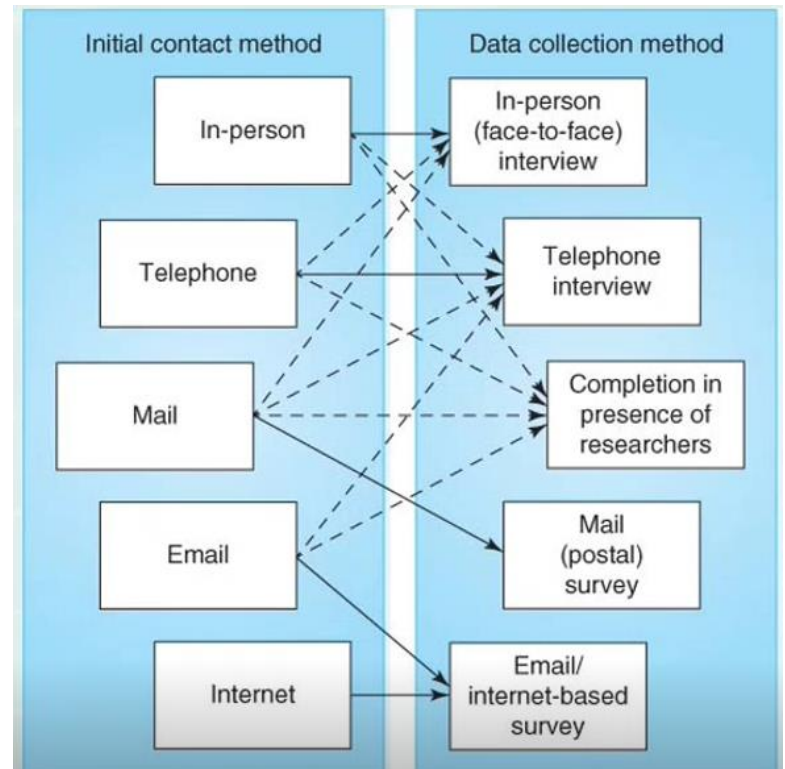 Initial contact method
Data collection method
In-person
In-person
(face-to-face)
interview
Telephone
Telephone
interview
Mail
Completion in
presence of
researchers
Email
Mail
(postal)
survey
Internet
Email/
internet-based
survey